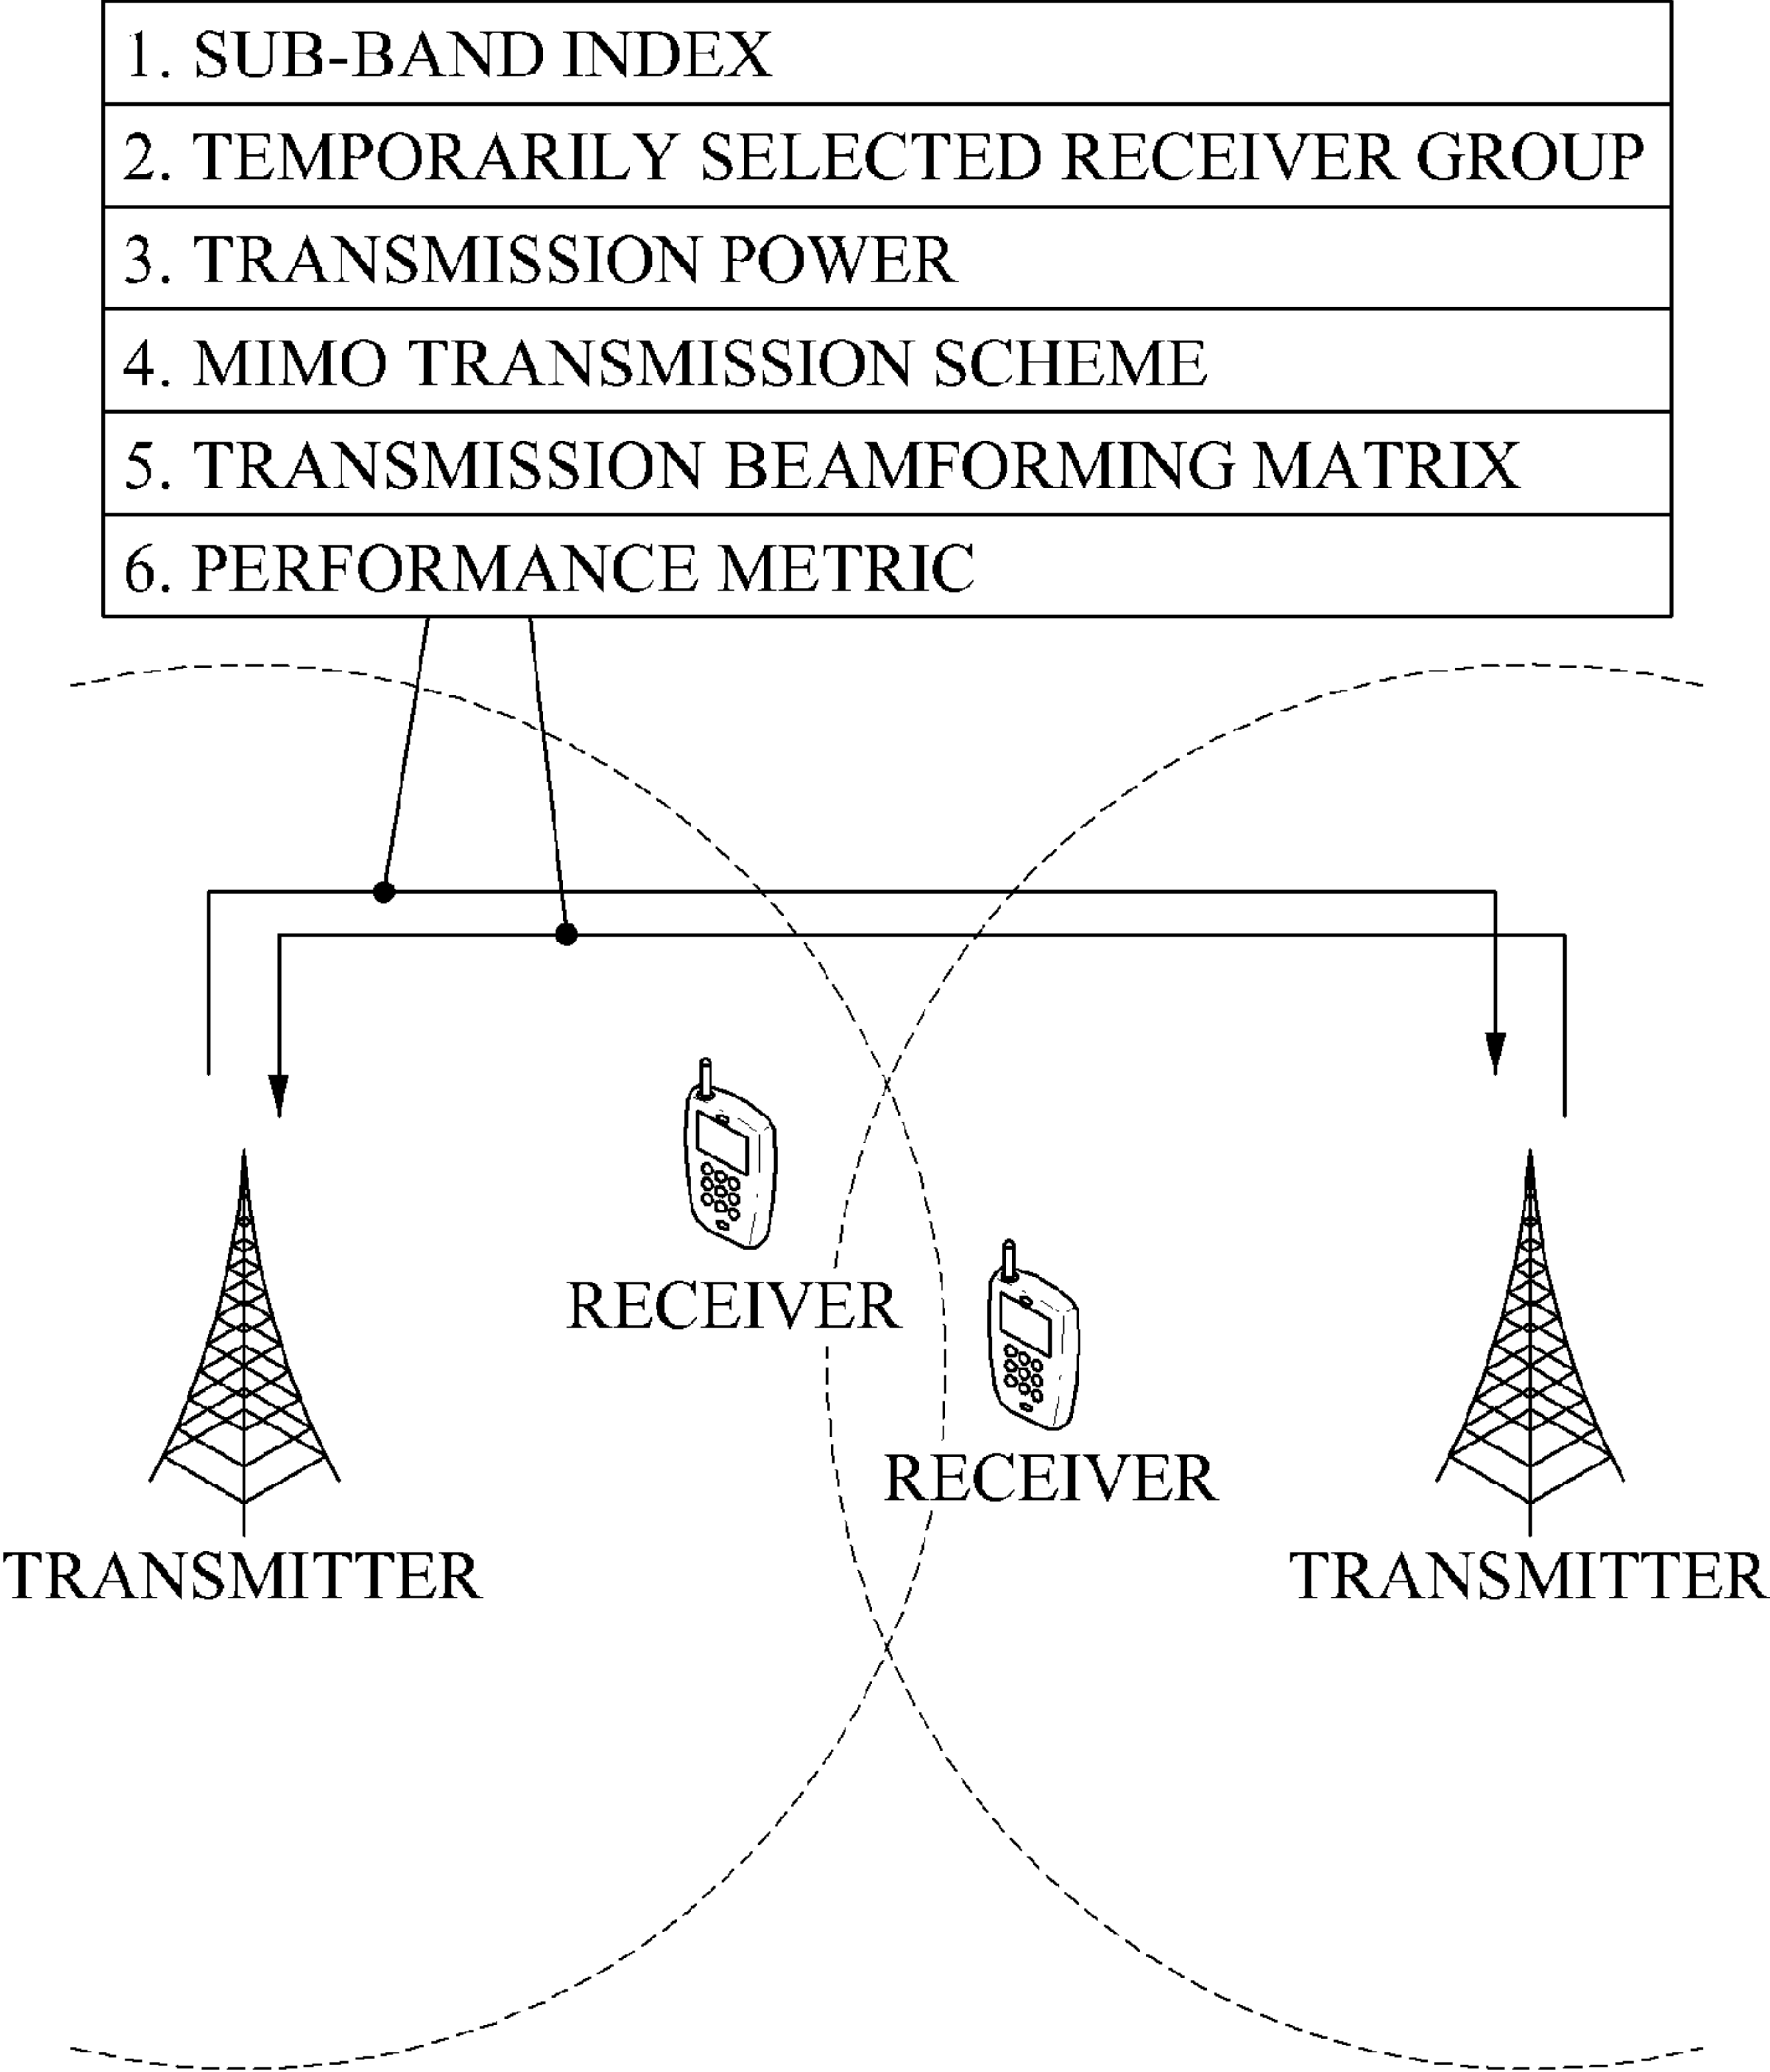 1. SUB-BAND INDEX
2. TEMPORARILY SELECTED RECEIVER GROUP
3. TRANSMISSION POWER
4. MIMO TRANSMISSION SCHEME
5. TRANSMISSION BEAMFORMING MATRIX
6. PERFORMANCE METRIC
RECEIVER
RECEIVER
TRANSMITTER
TRANSMITTER